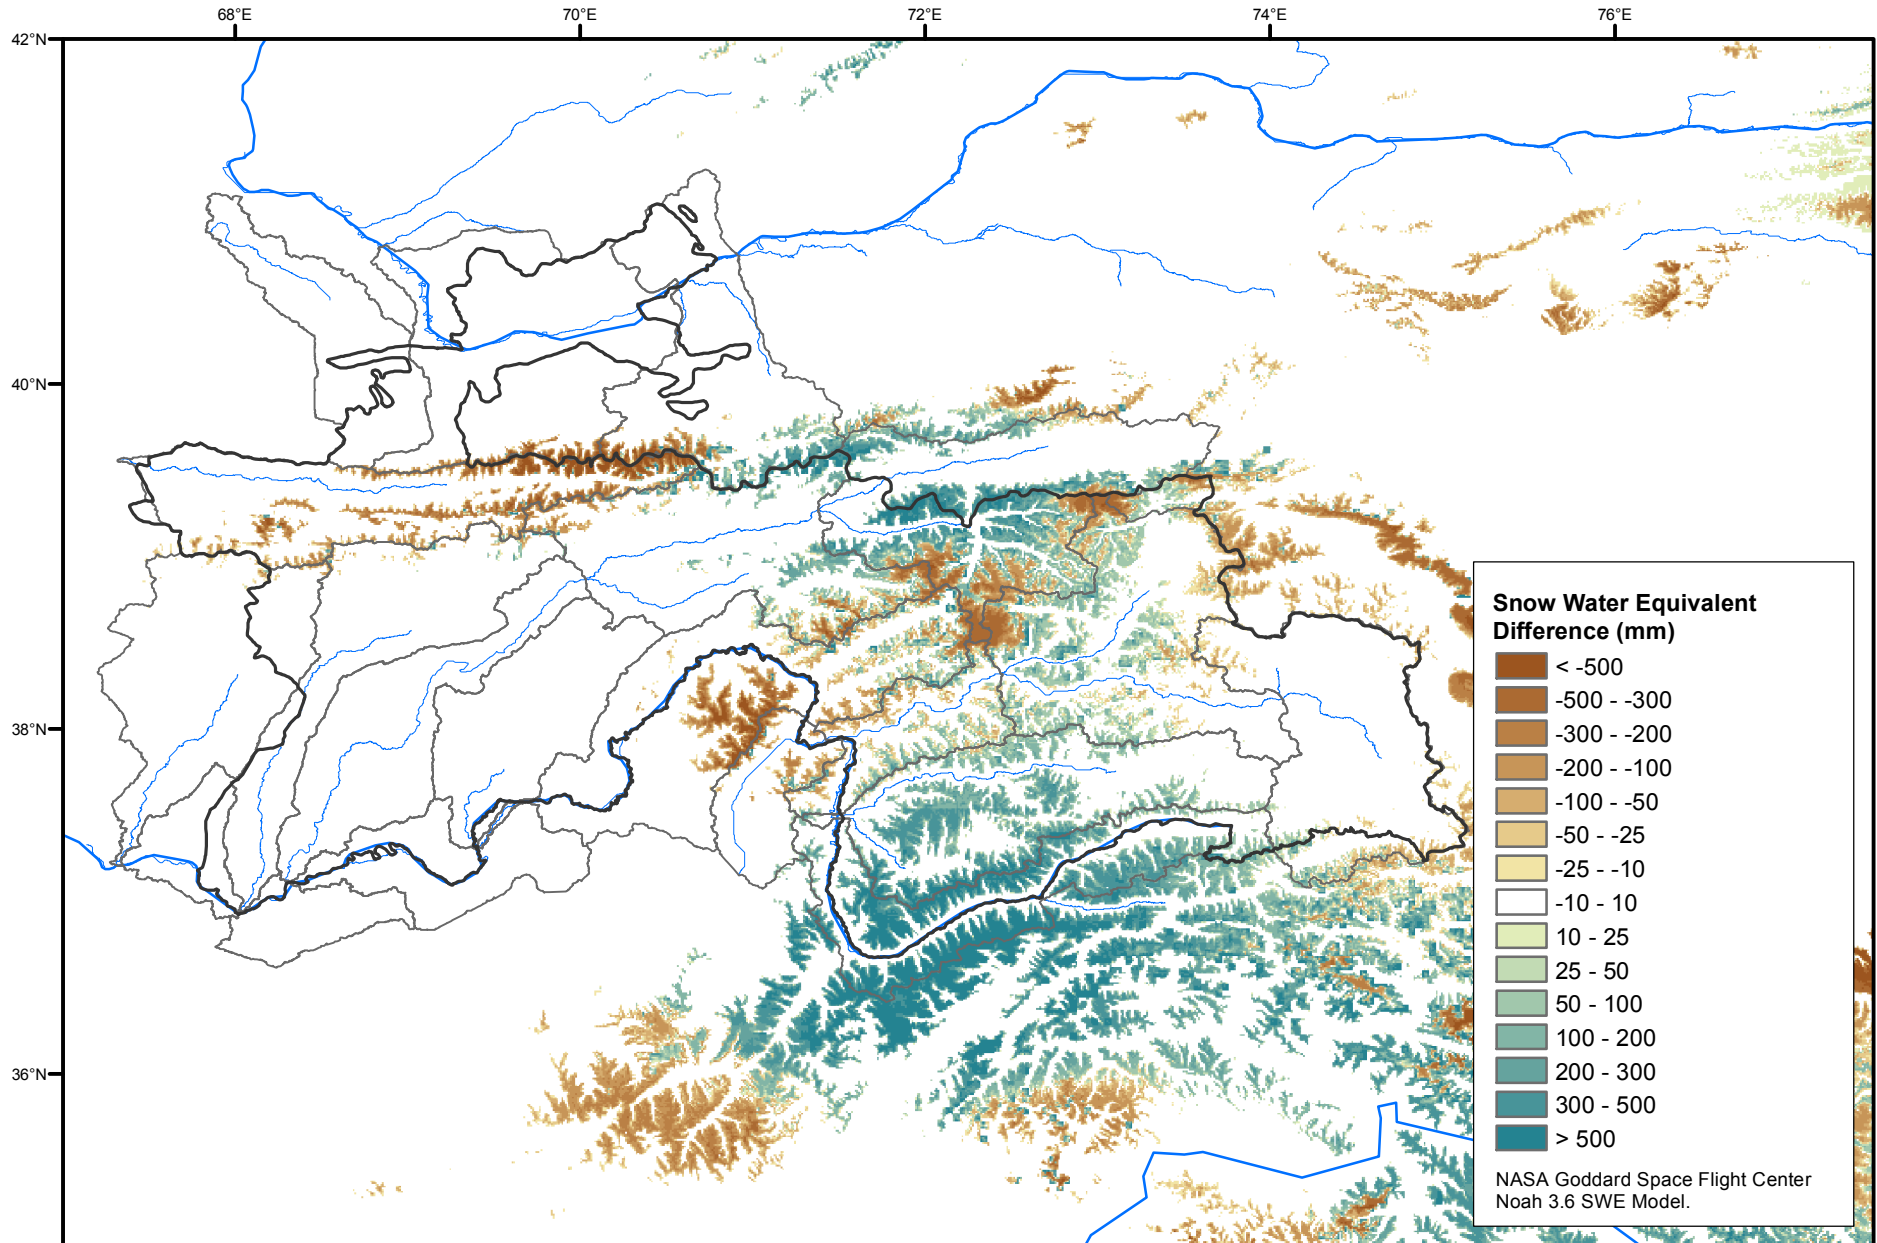 68°E 70°E 72°E 74°E 76°E
42°N
40°N
38°N
36°N
Snow Water Equivalent
Difference (mm)
< -500
-500 - -300
-300 - -200
-200 - -100
-100 - -50
-50 - -25
-25 - -10
-10 - 10
10 - 25
25 - 50
50 - 100
100 - 200
200 - 300
300 - 500
> 500
NASA Goddard Space Flight Center
Noah 3.6 SWE Model.